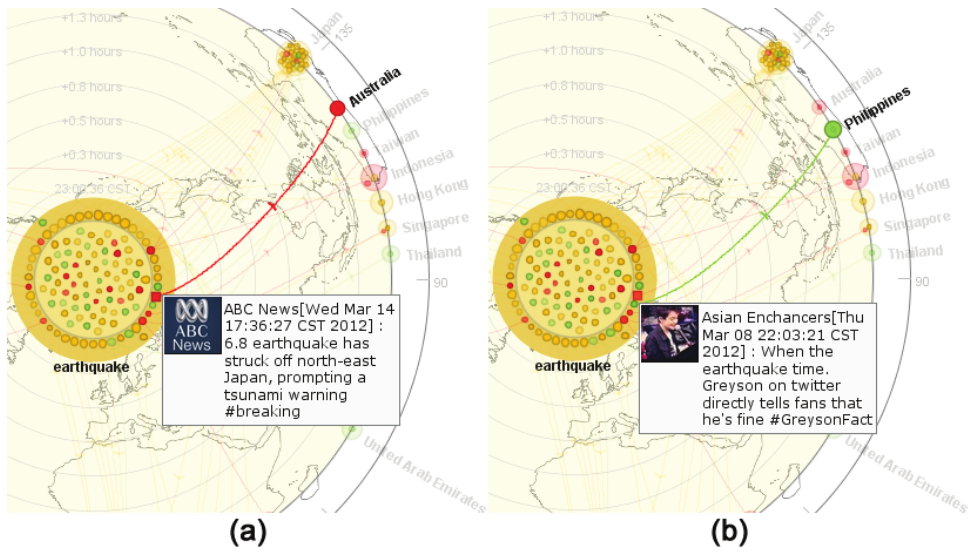 +1.3 hours
+1.0 hours
+0.8 hours
+0.5 hours
+0.3 hours
23:00:36 CST
Japan
135
Australia
Philippines
Taiwan
Indonesia
Hong Kong
Singapore
Thailand
90
United Arab Emirates
earthquake
ABC
News
ABC News[Wed Mar 14
17:36:27 CST 2012] :
6.8 earthquake has
struck off north-east
Japan, prompting a
tsunami warning
#breaking
(a)
+1.3 hours
+1.0 hours
+0.8 hours
+0.5 hours
+0.3 hours
23:00:36 CST
Japan
135
Australia
Philippines
Taiwan
Indonesia
Hong Kong
Singapore
Thailand
90
United Arab Emirates
earthquake
Asian Enchancers[Thu
Mar 08 22:03:21 CST
2012] : When the
earthquake time.
Greyson on twitter
directly tells fans that
he's fine #GreysonFact
(b)